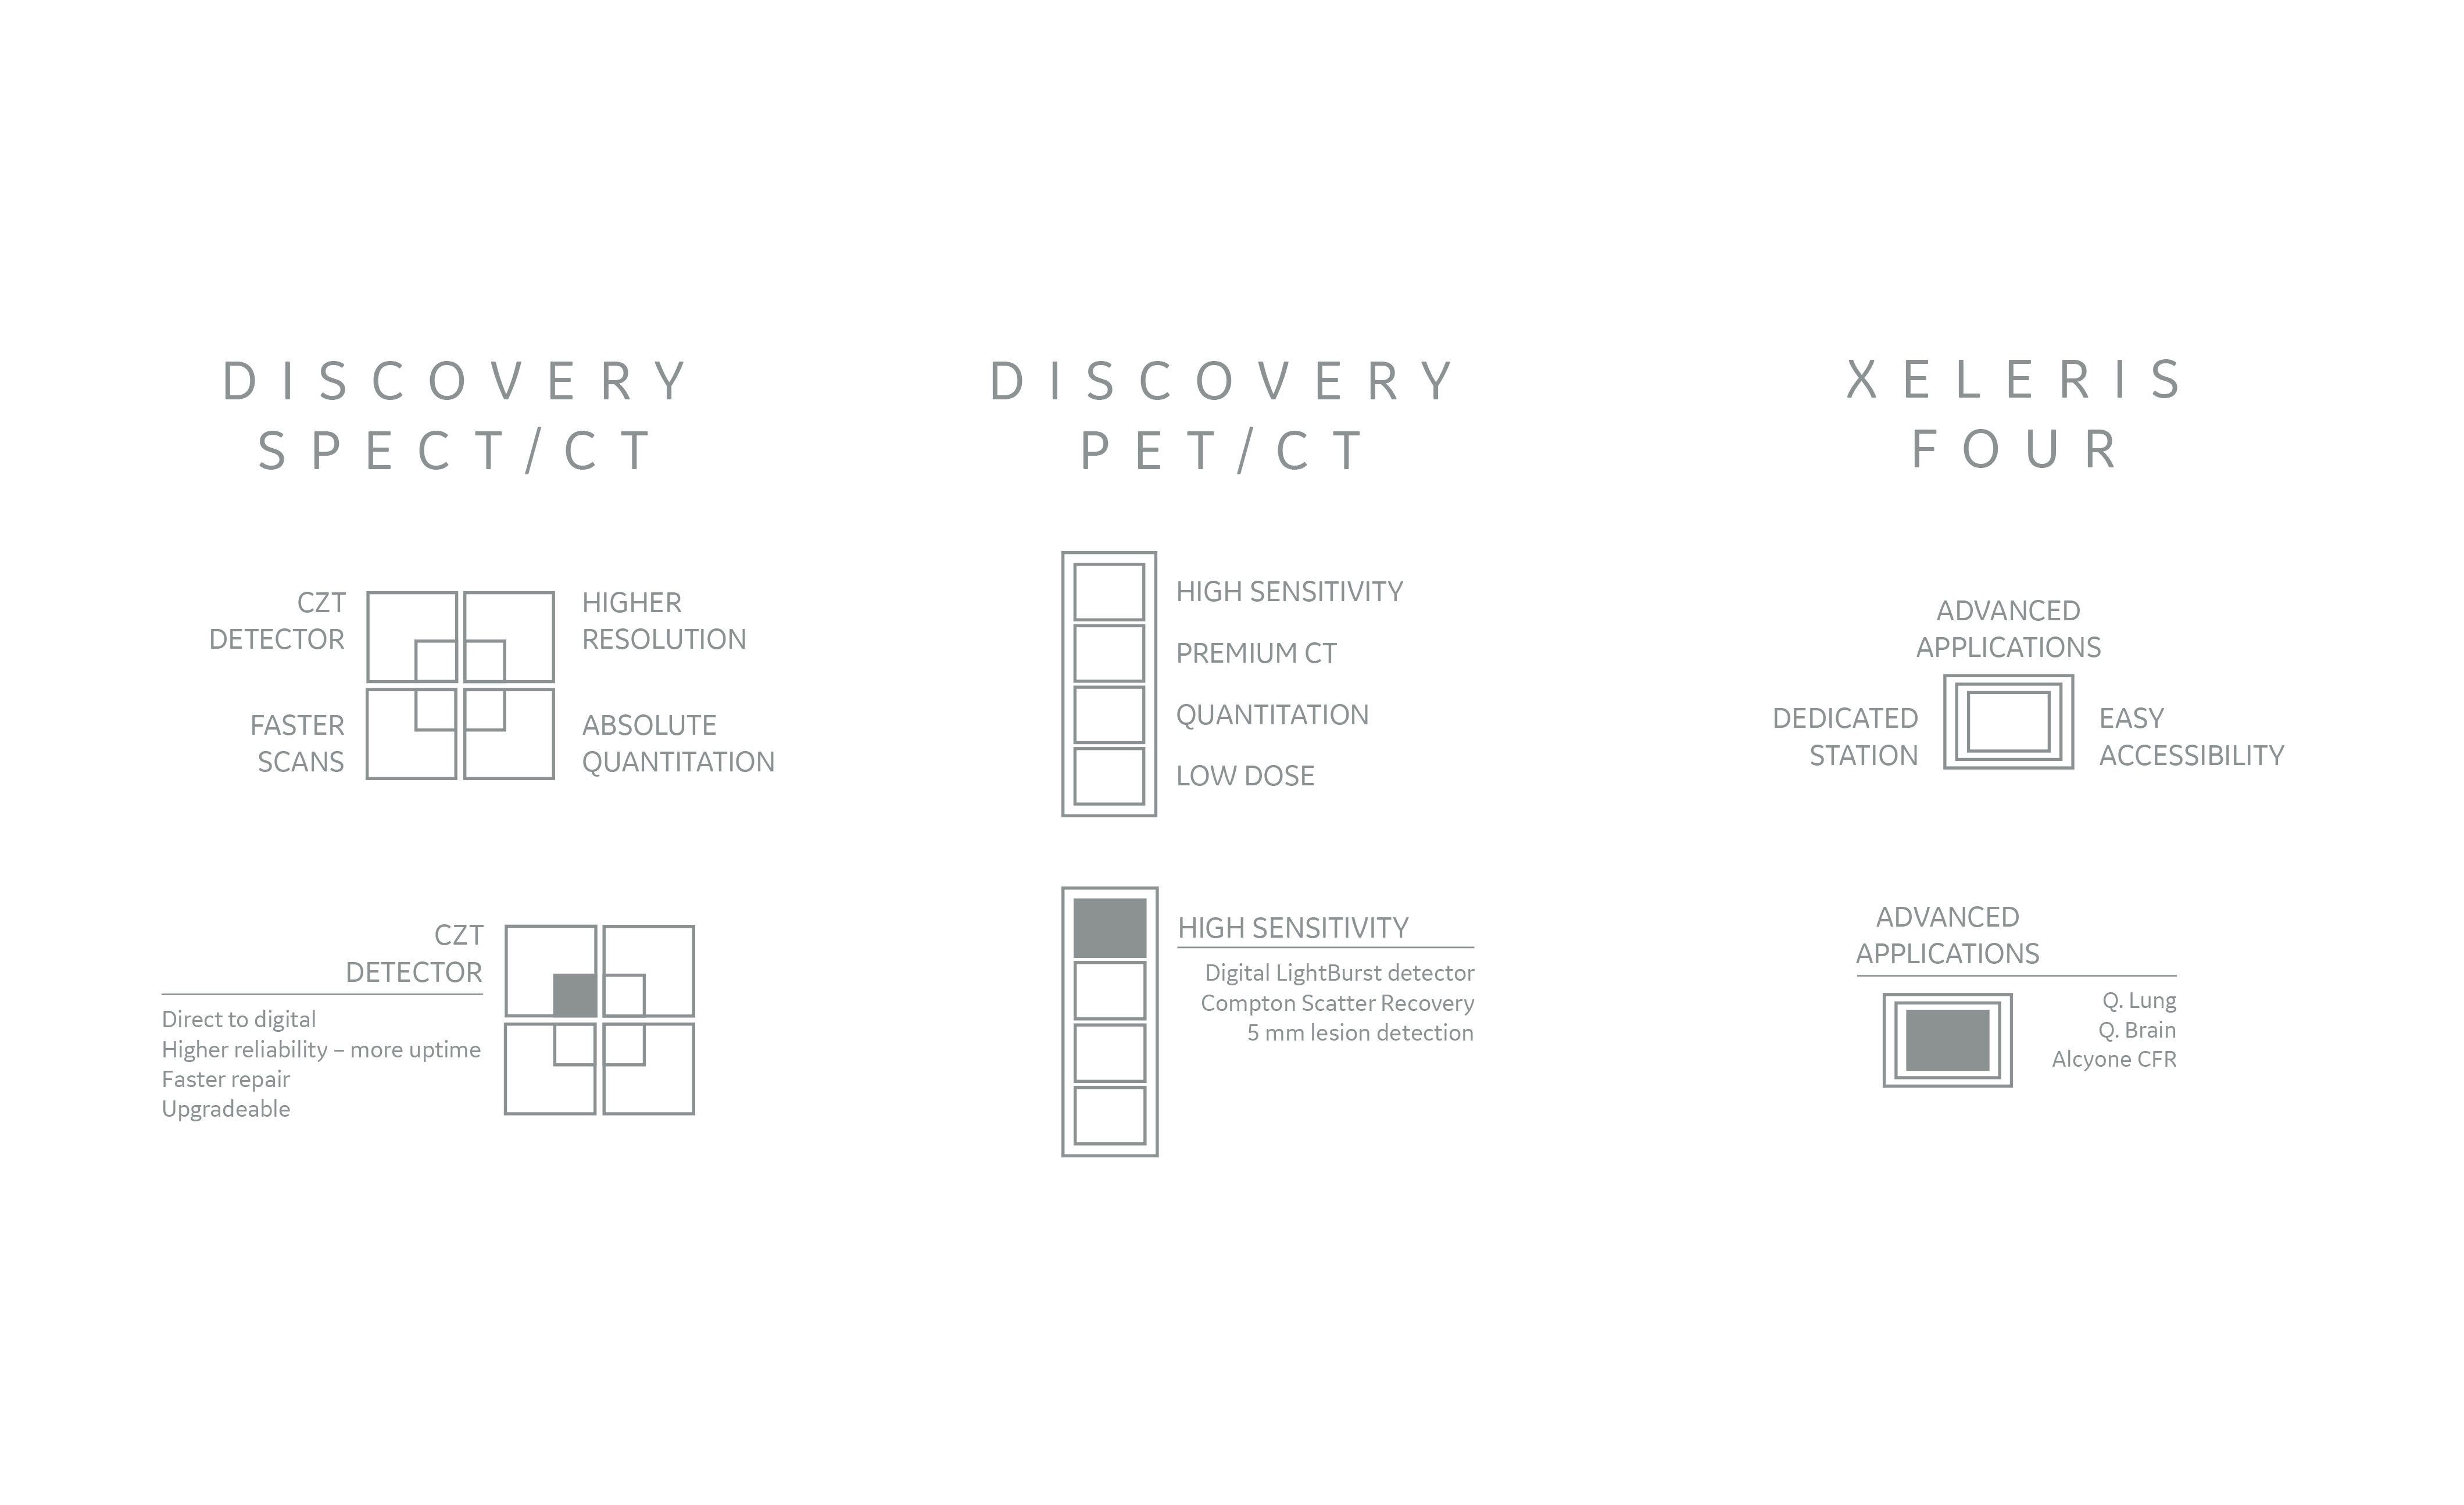 DISCOVERY
SPECT/CT
CZT
DETECTOR
HIGHER
RESOLUTION
FASTER
SCANS
ABSOLUTE
QUANTITATION
CZT
DETECTOR
Direct to digital
Higher reliability – more uptime
Faster repair
Upgradeable
DISCOVERY
PET/CT
HIGH SENSITIVITY
PREMIUM CT
QUANTITATION
LOW DOSE
HIGH SENSITIVITY
Digital LightBurst detector
Compton Scatter Recovery
5 mm lesion detection
XELERIS
FOUR
ADVANCED
APPLICATIONS
DEDICATED
STATION
EASY
ACCESSIBILITY
ADVANCED
APPLICATIONS
Q. Lung
Q. Brain
Alcyone CFR